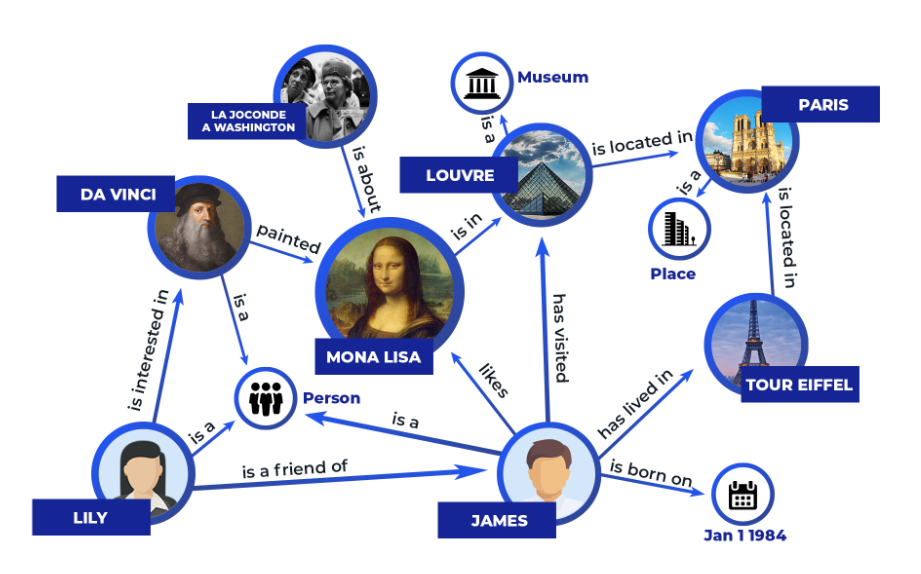 Museum
PARIS
LA JOCONDE
A WASHINGTON
is a
is located in
is about
LOUVRE
is a
DA VINCI
is located in
painted
is in
Place
is a
is interested in
has visited
MONA LISA
likes
TOUR EIFFEL
Person
has lived in
is a
is a
is a friend of
is born on
LILY
JAMES
Jan 1 1984